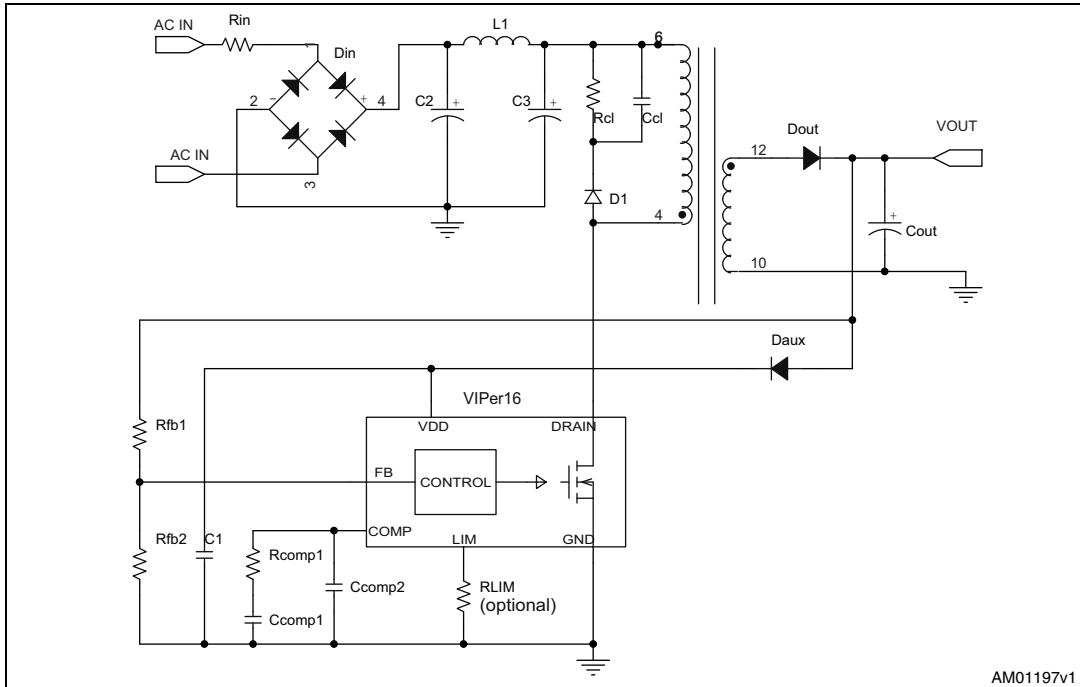 AC IN
Rin
Din
1
2
-
+
4
3
AC IN
L1
C2
+
C3
+
Rcl
Ccl
6
4
D1
12
10
Dout
VOUT
+
Cout
Daux
VIPer16
VDD
DRAIN
FB
CONTROL
COMP
LIM
GND
Rfb1
Rfb2
C1
Rcomp1
Ccomp2
Ccomp1
RLIM
(optional)
AM01197v1